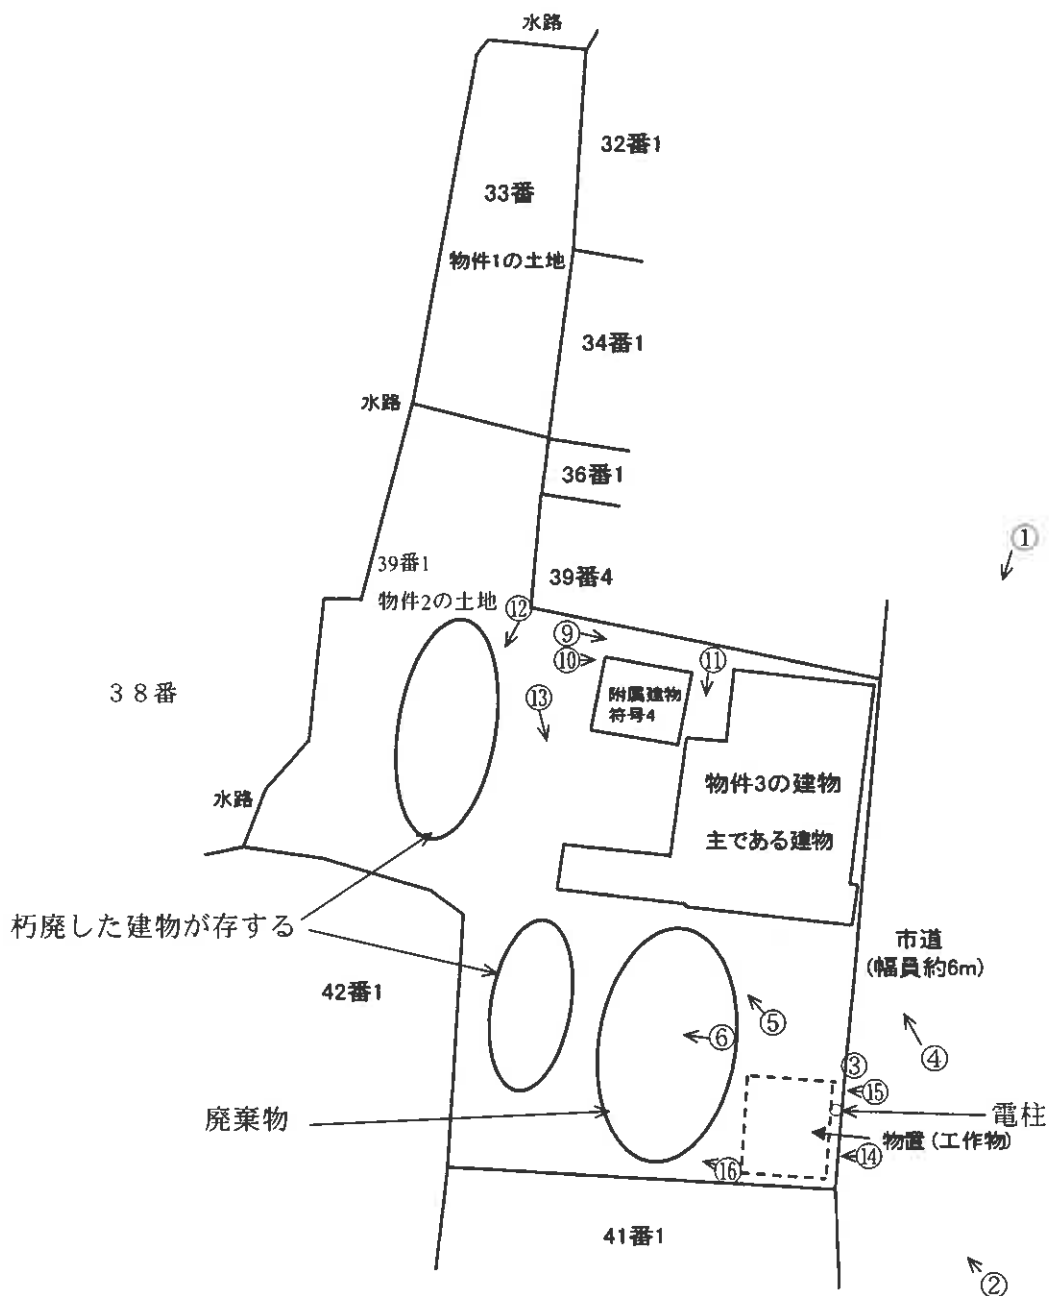 水路
32番1
33番
物件1の土地
34番1
水路
36番1
①
39番1
39番4
物件2の土地
⑫
⑨
⑩
⑪
38番
⑬
附属建物
符号4
物件3の建物
水路
主である建物
朽廃した建物が存する
市道
(幅員約6m)
42番1
⑤
⑥
④
③
⑮
廃棄物
電柱
物置(工作物)
⑭
⑯
41番1
②